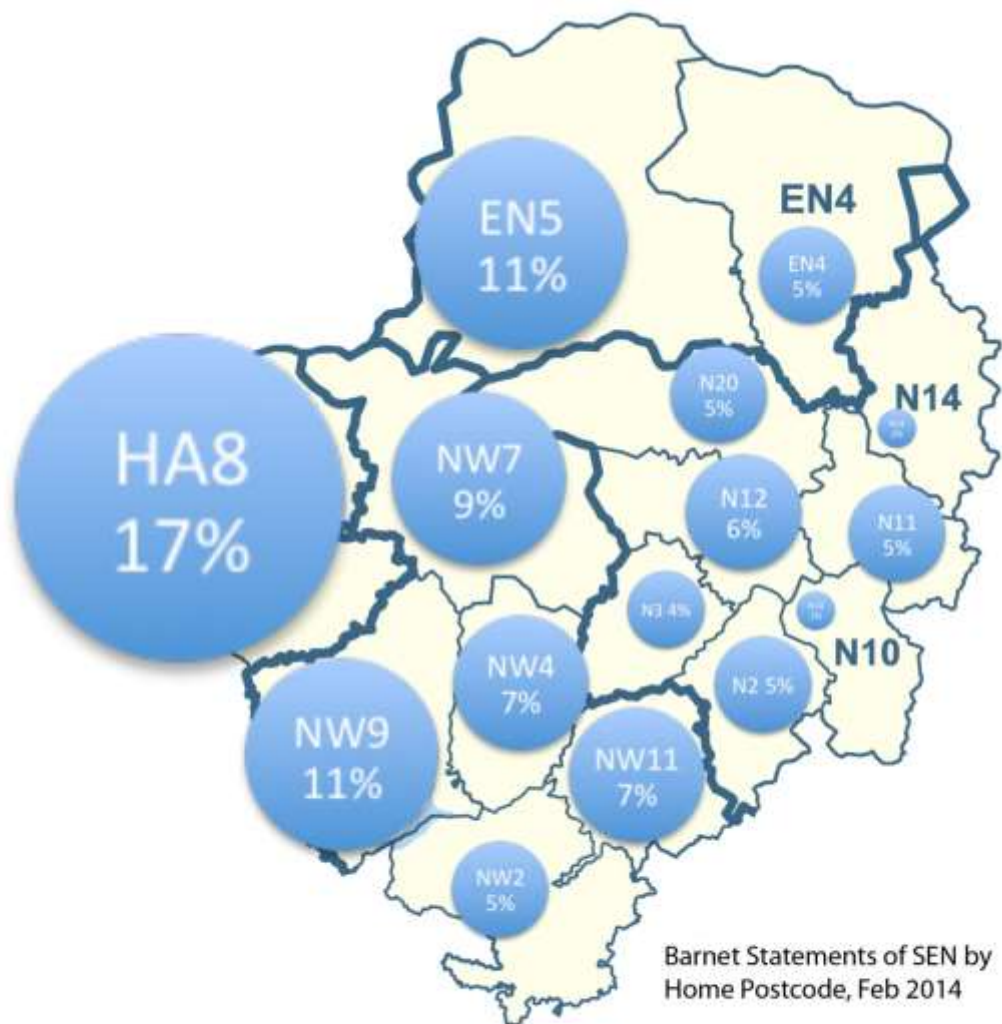 EN5
11%
EN4
EN4
5%
N20
5%
N14
HA8
17%
NW7
9%
N12
6%
N11
5%
N3 4%
N10
NW4
7%
N2 5%
NW9
11%
NW11
7%
NW2
5%
Barnet Statements of SEN by
Home Postcode, Feb 2014